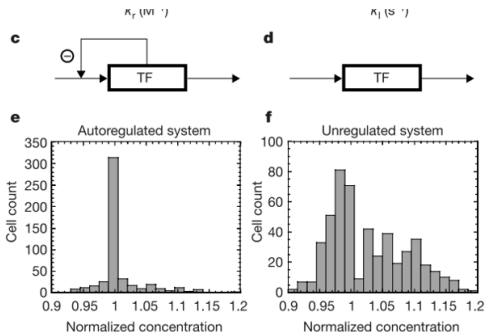 c
d
TF
TF
e
f
Autoregulated system
Unregulated system
350
300
250
200
150
100
50
0
Cell count
0.9 0.95 1 1.05 1.1 1.15 1.2
Normalized concentration
100
80
60
40
20
0
Cell count
0.9 0.95 1 1.05 1.1 1.15 1.2
Normalized concentration